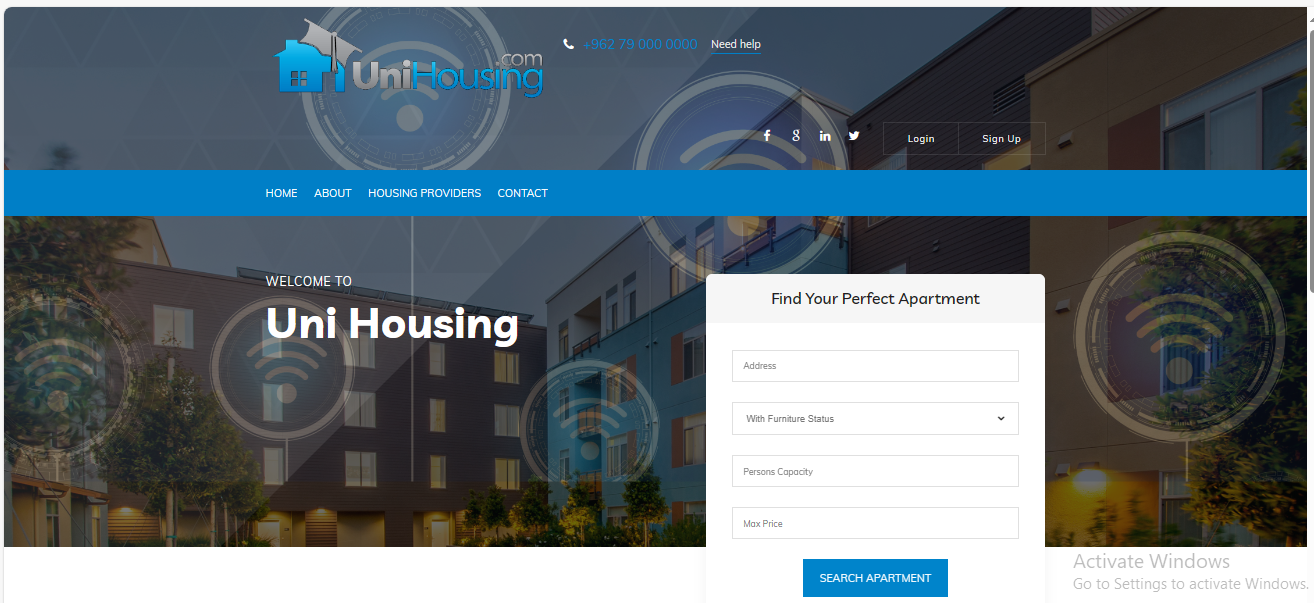 UniHousing.com
+962 79 000 0000 Need help
Login Sign Up
HOME ABOUT HOUSING PROVIDERS CONTACT
WELCOME TO
Uni Housing
Find Your Perfect Apartment
Address
With Furniture Status
Persons Capacity
Max Price
SEARCH APARTMENT
Activate Windows
Go to Settings to activate Windows.